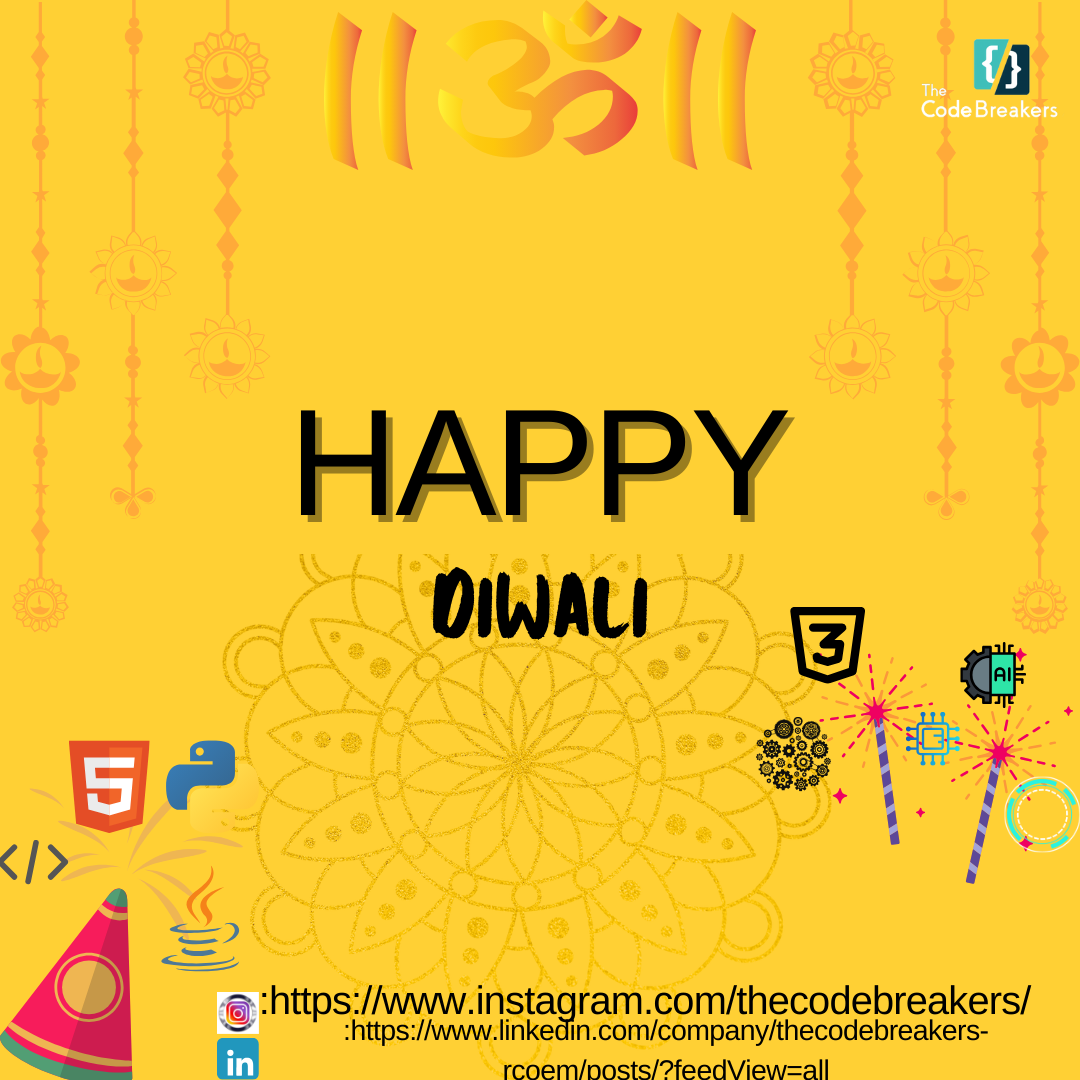 || ॐ ||
{/}
The
CodeBreakers
HAPPY
DIWALI
3
AI
5
</>
:https://www.instagram.com/thecodebreakers/
:https://www.linkedin.com/company/thecodebreakers-
in
rcoem/posts/?feedView=all